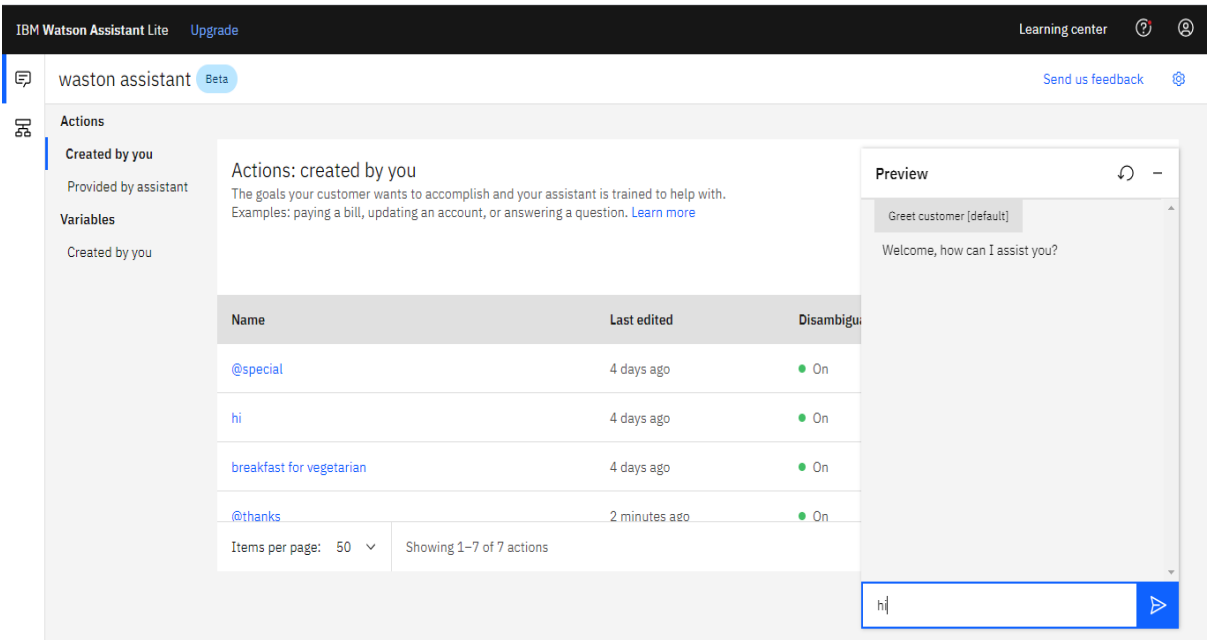 IBM Watson Assistant Lite Upgrade Learning center
waston assistant Beta Send us feedback
Actions
Created by you
Provided by assistant
Variables
Created by you
Actions: created by you
The goals your customer wants to accomplish and your assistant is trained to help with.
Examples: paying a bill, updating an account, or answering a question. Learn more
Name Last edited Disambigua
@special 4 days ago On
hi 4 days ago On
breakfast for vegetarian 4 days ago On
@thanks 2 minutes ago On
Items per page: 50 Showing 1–7 of 7 actions
Preview
Greet customer [default]
Welcome, how can I assist you?
hi